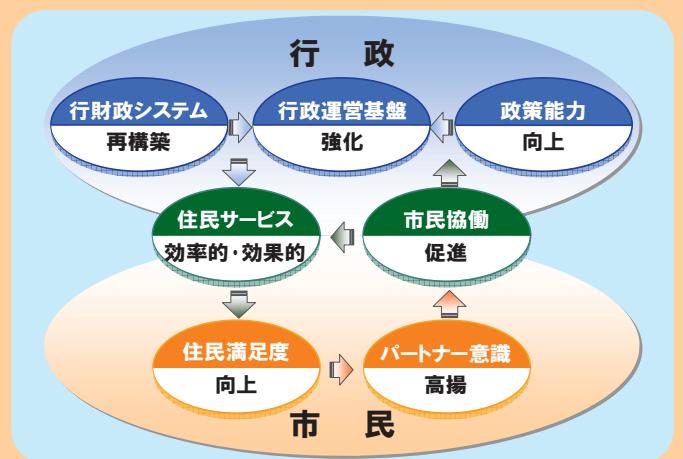 行 政
行財政システム
再構築
行政運営基盤
強化
政策能力
向上
住民サービス
効率的・効果的
市民協働
促進
住民満足度
向上
パートナー意識
高揚
市 民